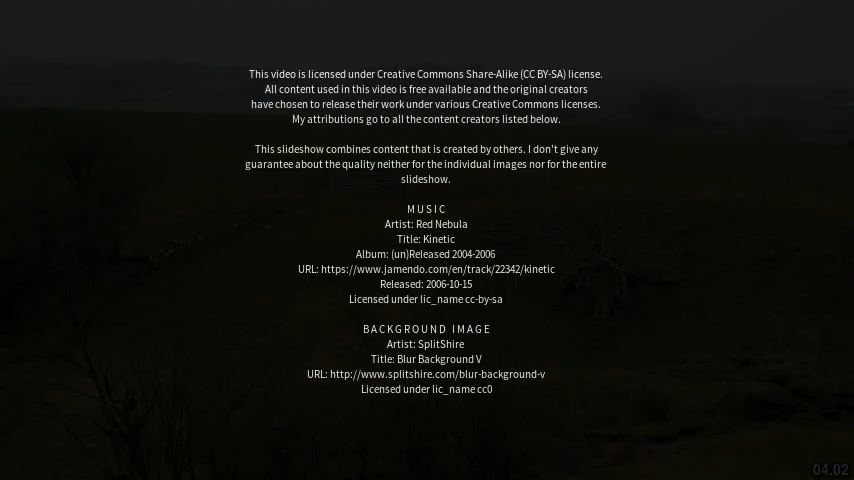 This video is licensed under Creative Commons Share-Alike (CC BY-SA) license.
All content used in this video is free available and the original creators
have chosen to release their work under various Creative Commons licenses.
My attributions go to all the content creators listed below.
This slideshow combines content that is created by others. I don't give any
guarantee about the quality neither for the individual images nor for the entire
slideshow.
MUSIC
Artist: Red Nebula
Title: Kinetic
Album: (un)Released 2004-2006
URL: https://www.jamendo.com/en/track/22342/kinetic
Released: 2006-10-15
Licensed under lic_name cc-by-sa
BACKGROUND IMAGE
Artist: SplitShire
Title: Blur Background V
URL: http://www.splitshire.com/blur-background-v
Licensed under lic_name cc0
04.02